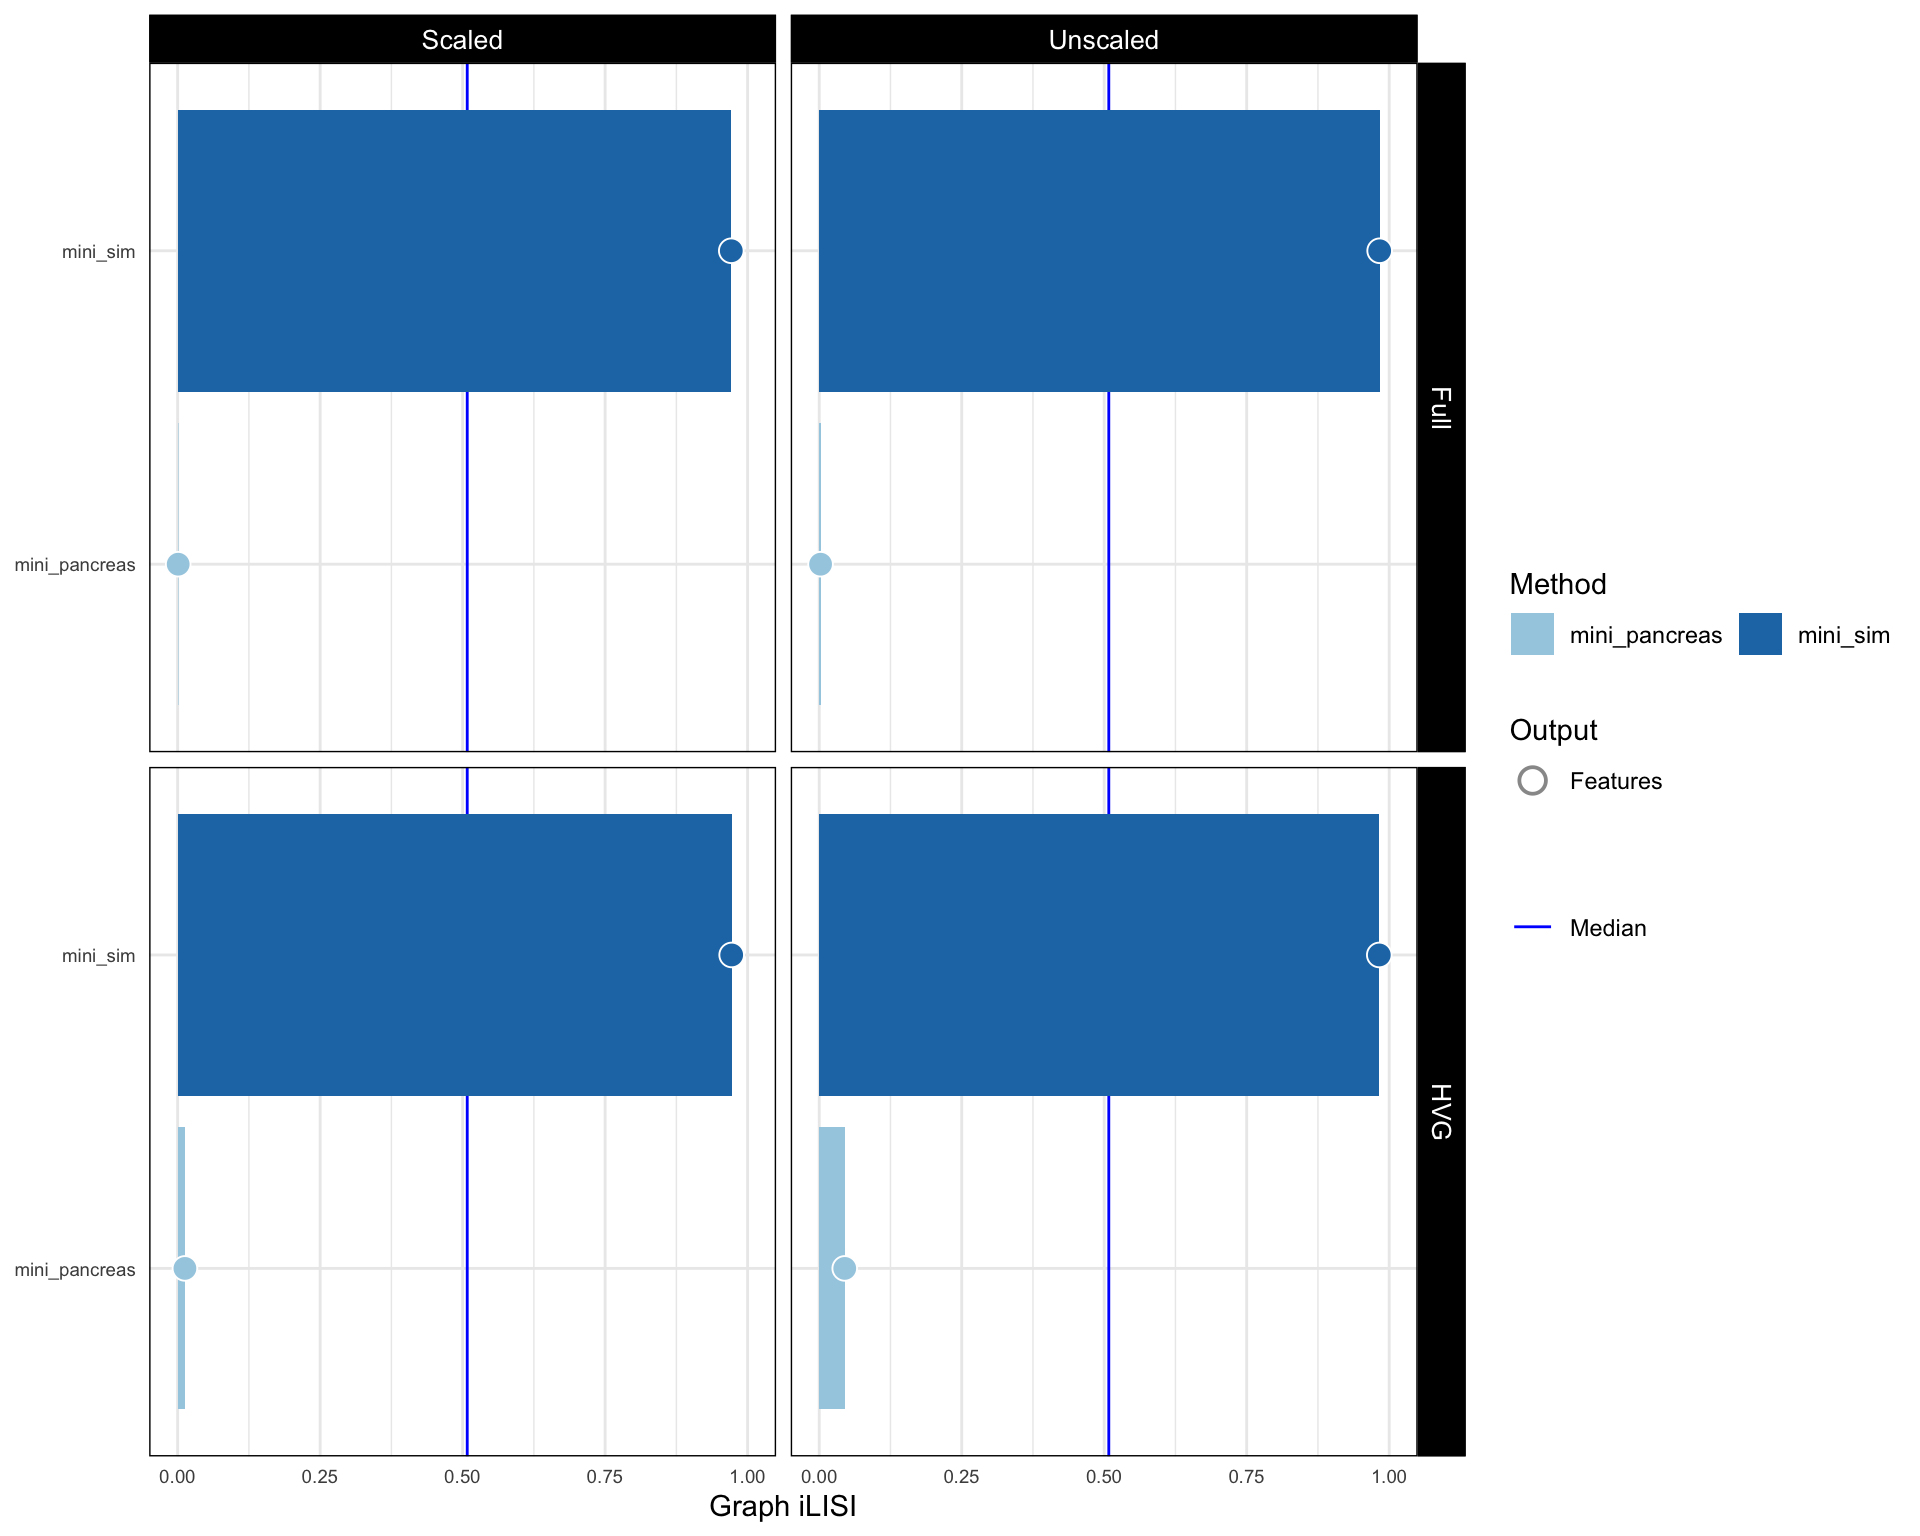 Scaled
Unscaled
mini_sim
mini_pancreas
Full
mini_sim
mini_pancreas
HVG
0.00 0.25 0.50 0.75 1.00
0.00 0.25 0.50 0.75 1.00
Graph iLISI
Method
mini_pancreas
mini_sim
Output
Features
Median